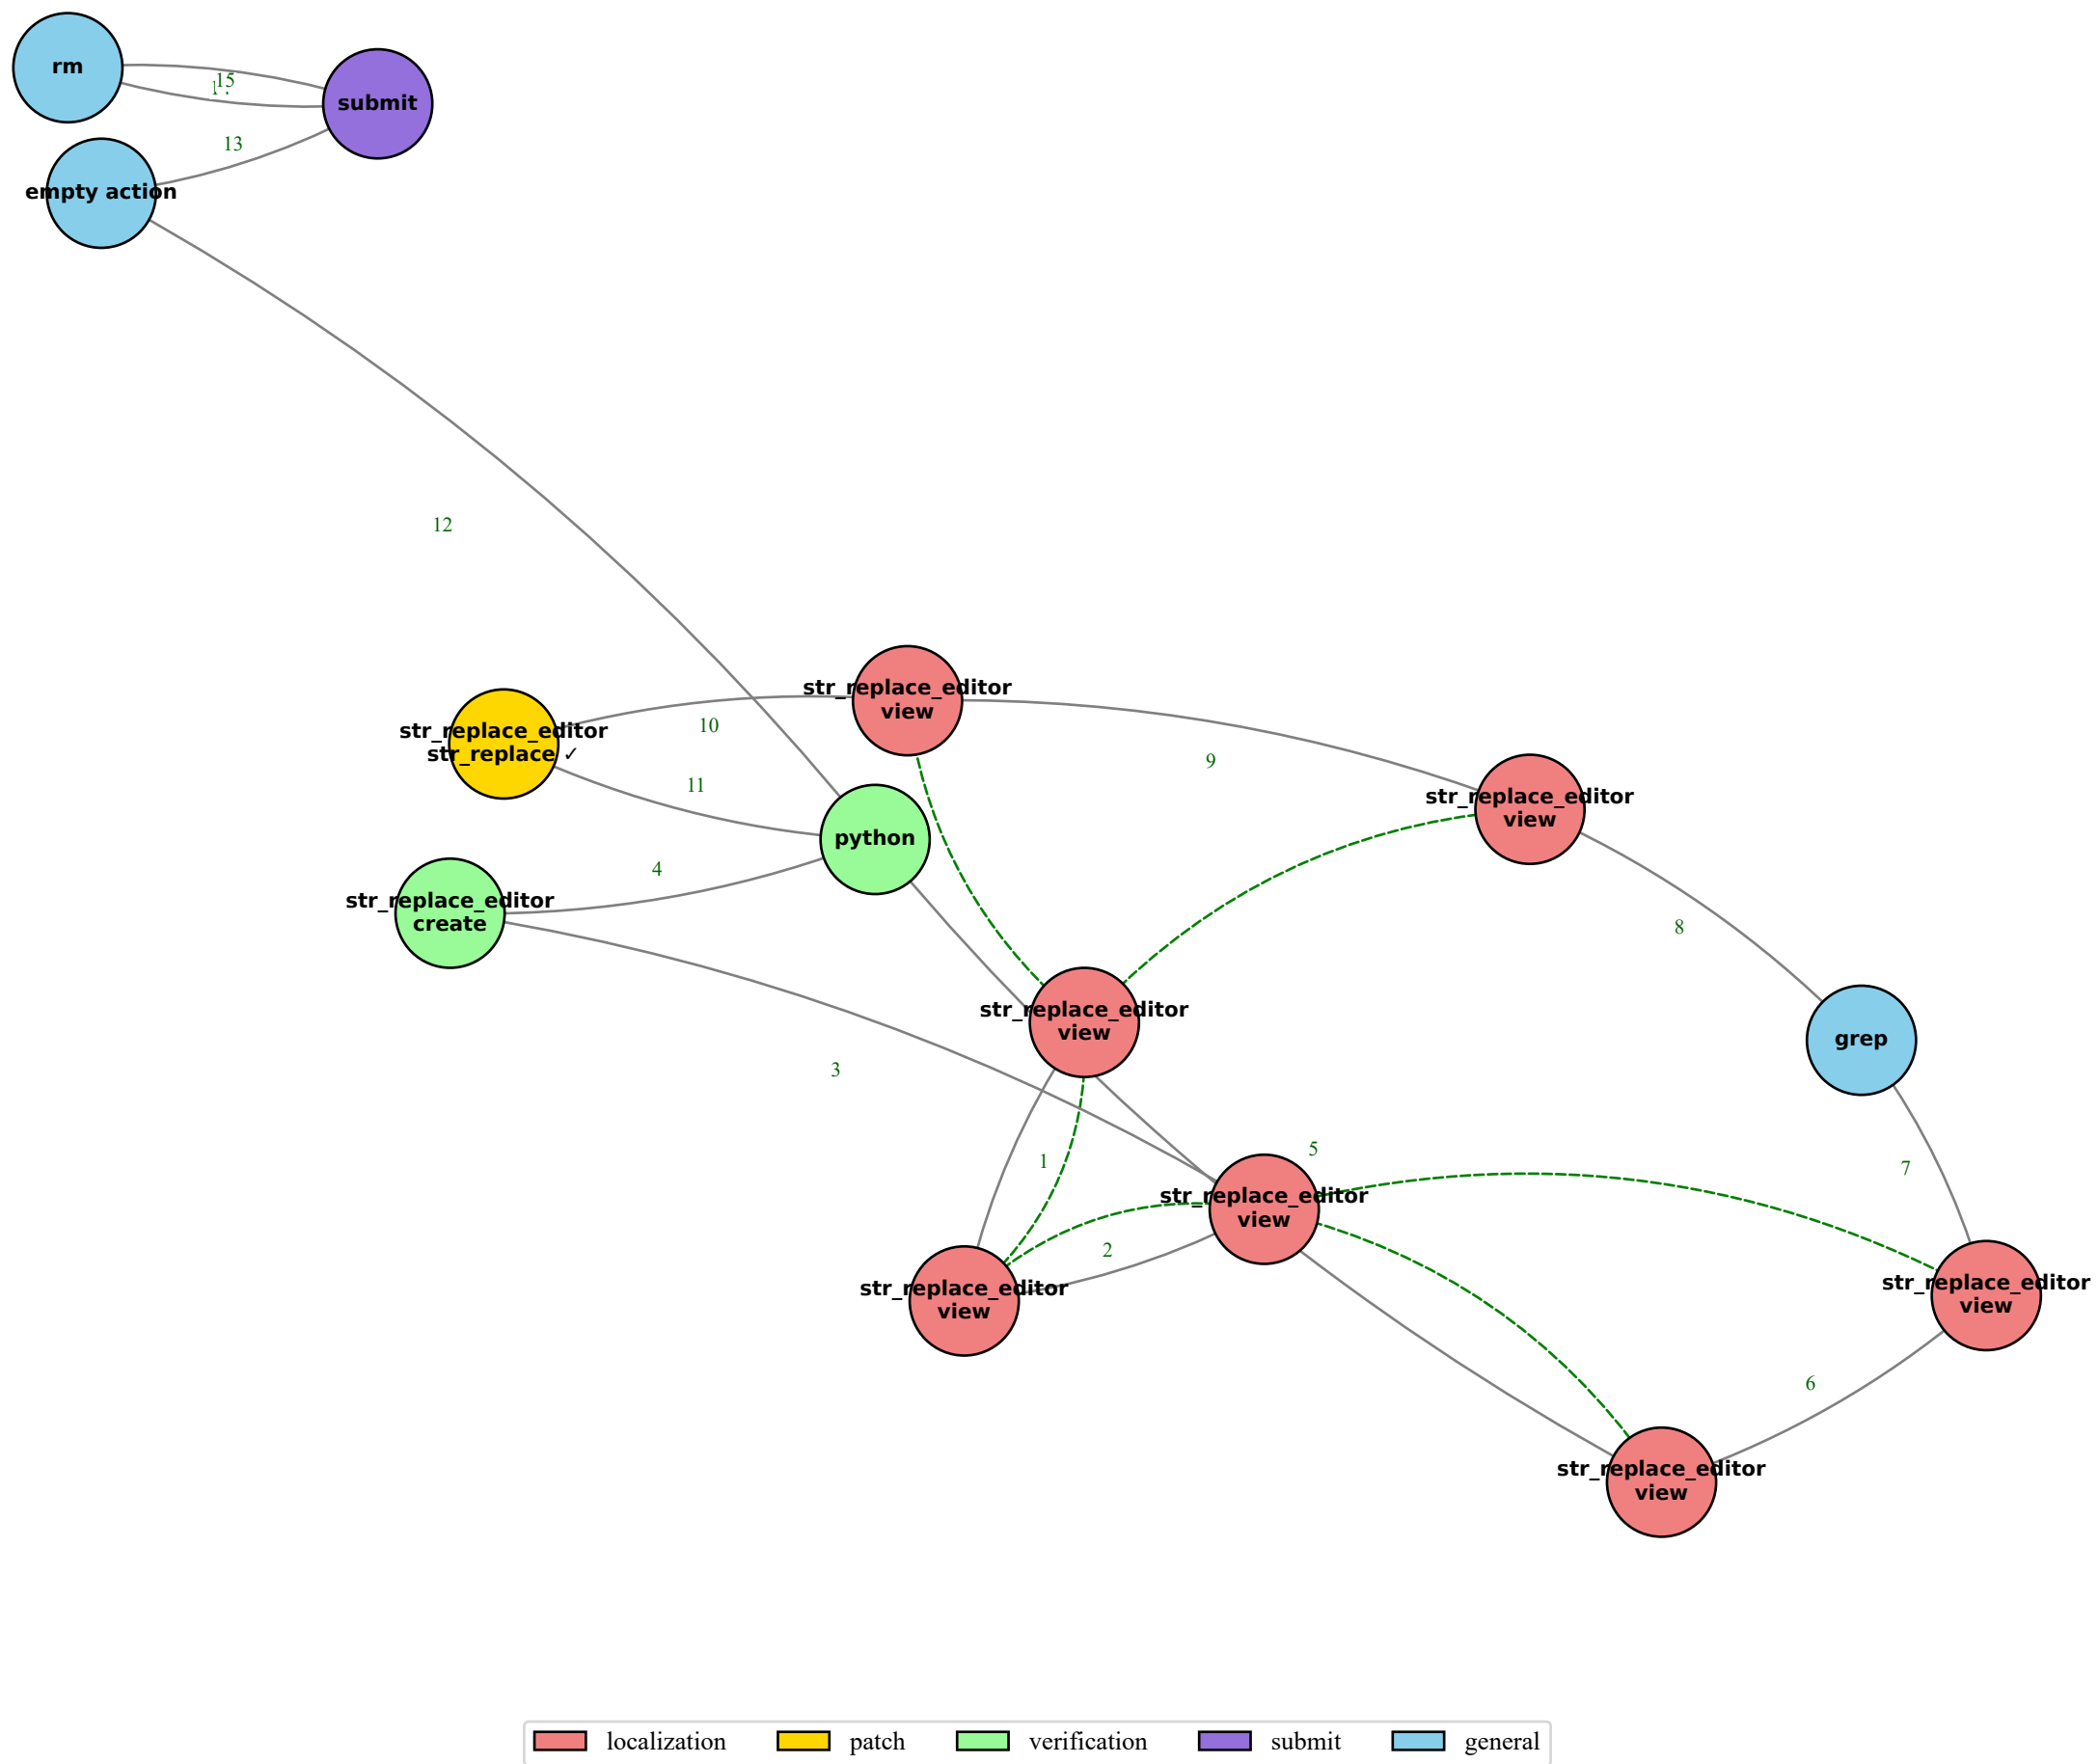 rm
15
submit
13
empty action
12
str_replace_editor
view
10
str_replace_editor
str_replace ✓
9
11
str_replace_editor
view
python
4
str_replace_editor
create
8
str_replace_editor
view
grep
3
5
1
7
str_replace_editor
view
2
str_replace_editor
view
str_replace_editor
view
6
str_replace_editor
view
localization
patch
verification
submit
general